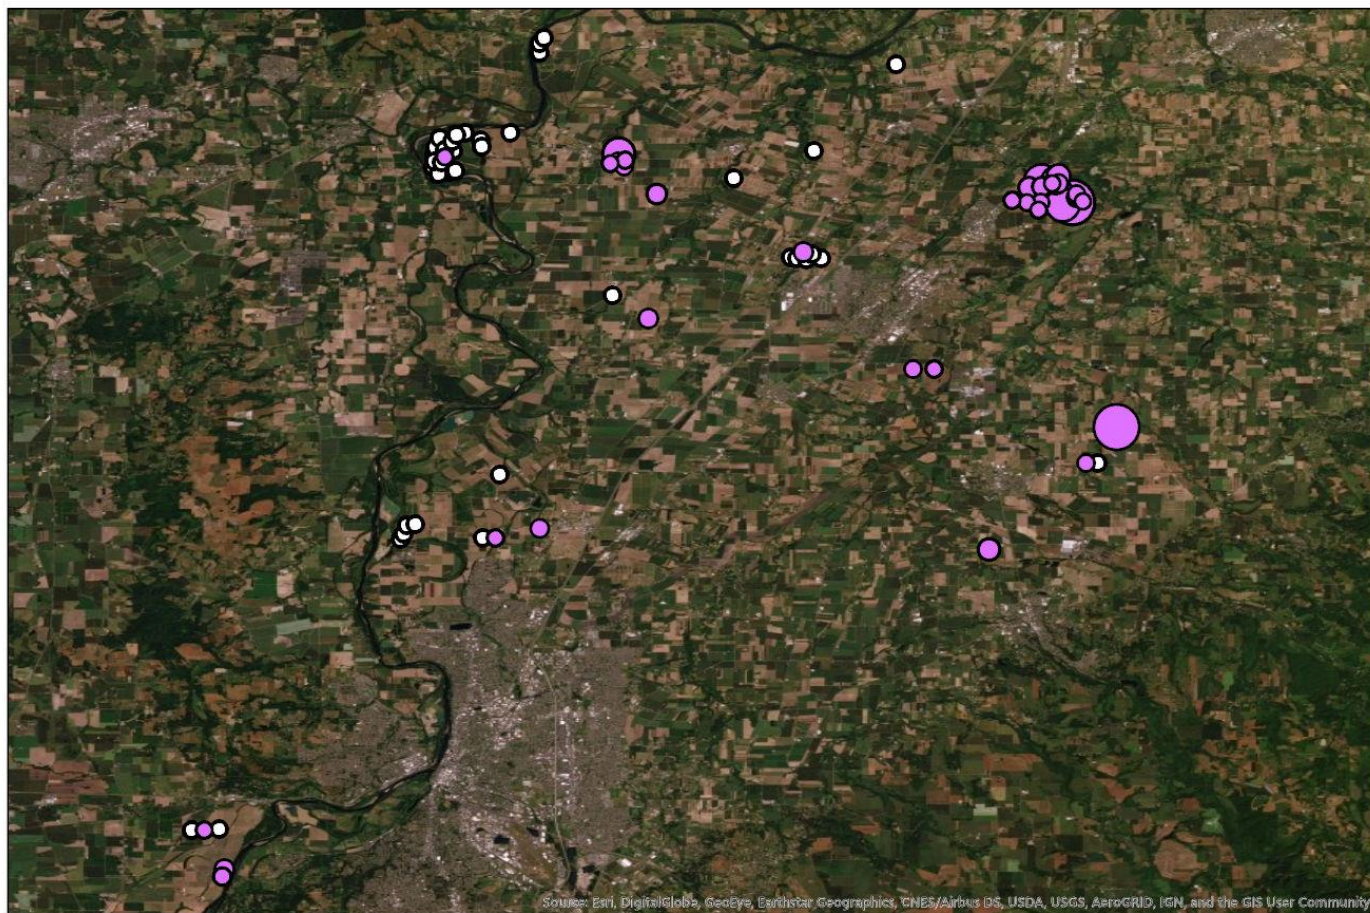 Source: Esri, DigitalGlobe, GeoEye, Earthstar Geographics, CNES/Airbus DS, USDA, USGS, AeroGRID, IGN, and the GIS User Community